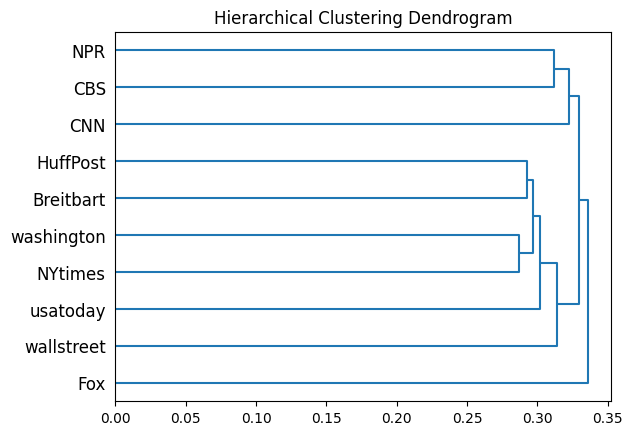 Hierarchical Clustering Dendrogram
NPR
CBS
CNN
HuffPost
Breitbart
washington
NYtimes
usatoday
wallstreet
Fox
0.00 0.05 0.10 0.15 0.20 0.25 0.30 0.35